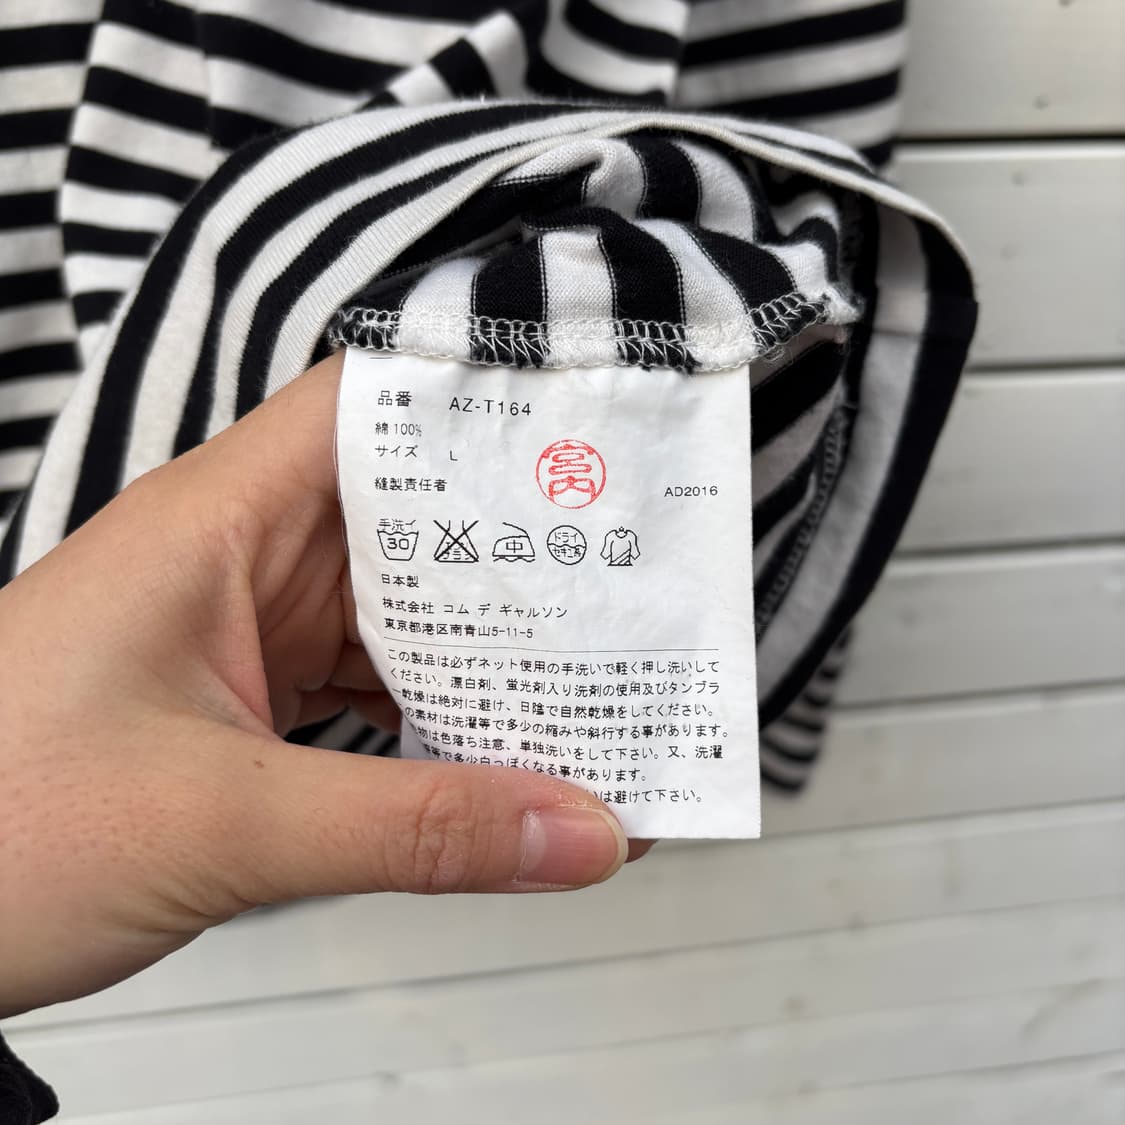 品番 AZ-T164
綿 100%
サイズ L
宮内
縫製責任者
AD2016
手洗イ
30
中
ドライ
セキユ系
日本製
株式会社 コム デ ギャルソン
東京都港区南青山5-11-5
この製品は必ずネット使用の手洗いで軽く押し洗いして
ください。漂白剤、蛍光剤入り洗剤の使用及びタンブラ
ー乾燥は絶対に避け、日陰で自然乾燥をしてください。
の素材は洗濯等で多少の縮みや斜行する事があります。
物は色落ち注意、単独洗いをして下さい。又、洗濯
等で多少白っぽくなる事があります。
いは避けて下さい。